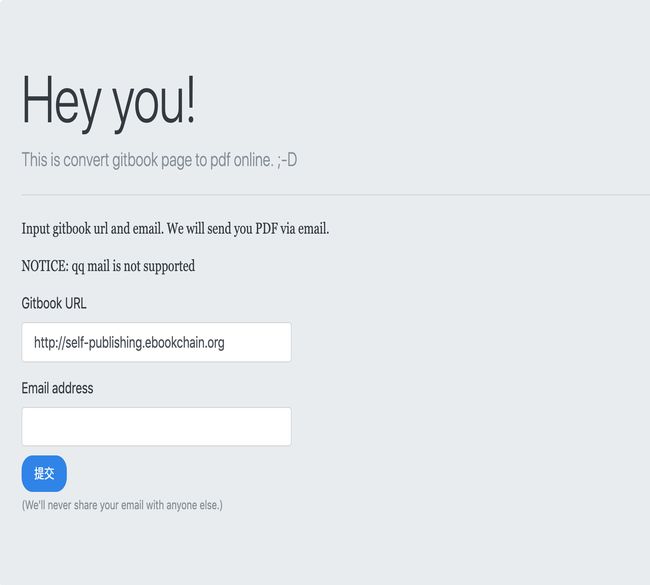 Hey you!
This is convert gitbook page to pdf online. ;-D
Input gitbook url and email. We will send you PDF via email.
NOTICE: qq mail is not supported
Gitbook URL
http://self-publishing.ebookchain.org
Email address
提交
(We'll never share your email with anyone else.)